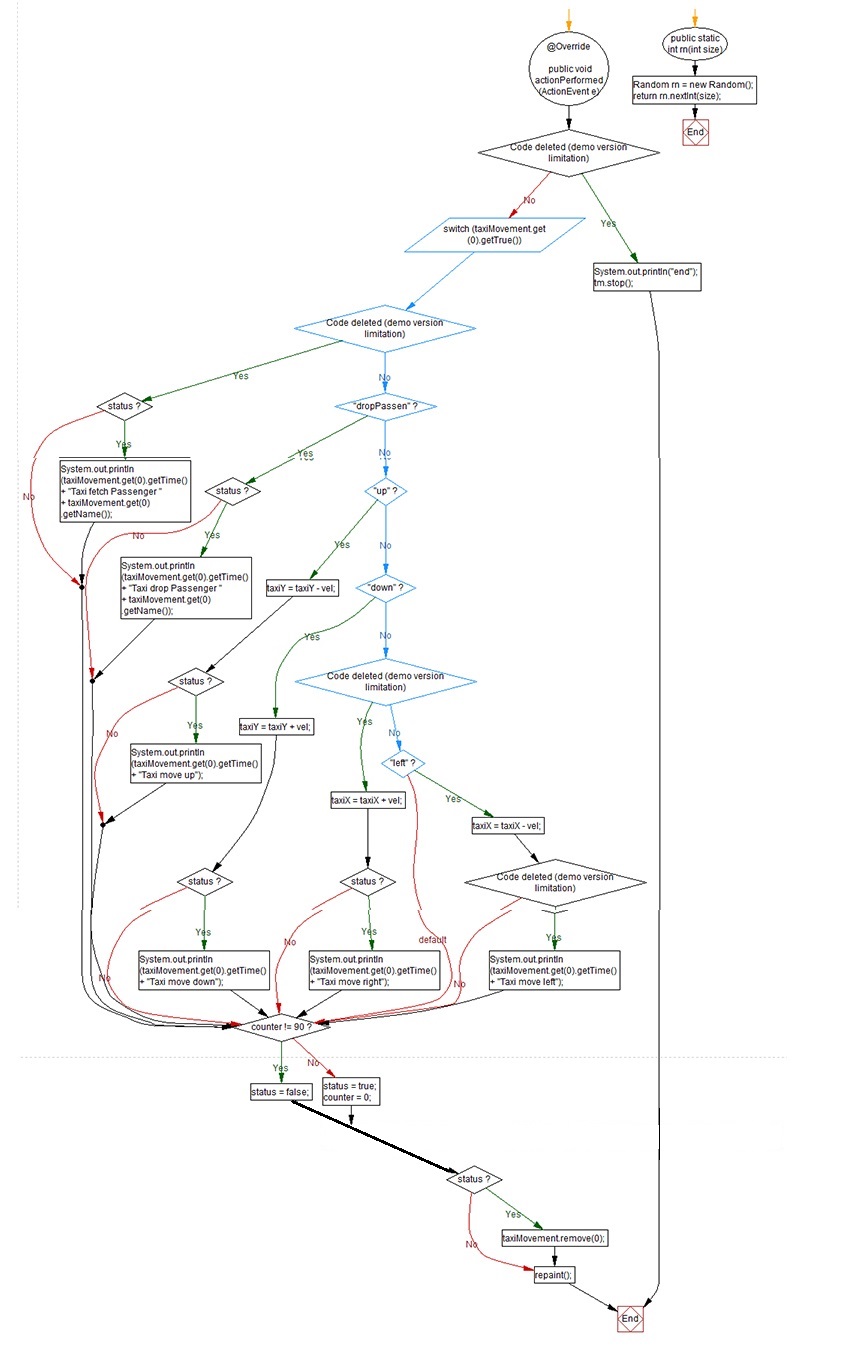 @Override
public void
actionPerformed
(ActionEvent e)
public static
int rn(int size)
Random rn = new Random();
return rn.nextInt(size);
End
Code deleted (demo version
limitation)
No
Yes
switch (taxiMovement.get
(0).getTrue())
System.out.println("end");
tm.stop();
Code deleted (demo version
limitation)
Yes
No
status ?
"dropPassen" ?
Yes
Yes
No
System.out.println
(taxiMovement.get(0).getTime()
+ "Taxi fetch Passenger "
+ taxiMovement.get(0)
.getName());
No
status ?
"up" ?
No
Yes
Yes
No
System.out.println
(taxiMovement.get(0).getTime()
+ "Taxi drop Passenger "
+ taxiMovement.get(0)
.getName());
taxiY = taxiY - vel;
"down" ?
Yes
No
status ?
Code deleted (demo version
limitation)
No
Yes
taxiY = taxiY + vel;
Yes
No
System.out.println
(taxiMovement.get(0).getTime()
+ "Taxi move up");
"left" ?
taxiX = taxiX + vel;
Yes
taxiX = taxiX - vel;
status ?
status ?
Code deleted (demo version
limitation)
Yes
No
Yes
default
Yes
No
System.out.println
(taxiMovement.get(0).getTime()
+ "Taxi move down");
System.out.println
(taxiMovement.get(0).getTime()
+ "Taxi move right");
No
System.out.println
(taxiMovement.get(0).getTime()
+ "Taxi move left");
counter != 90 ?
Yes
No
status = false;
status = true;
counter = 0;
status ?
Yes
No
taxiMovement.remove(0);
repaint();
End